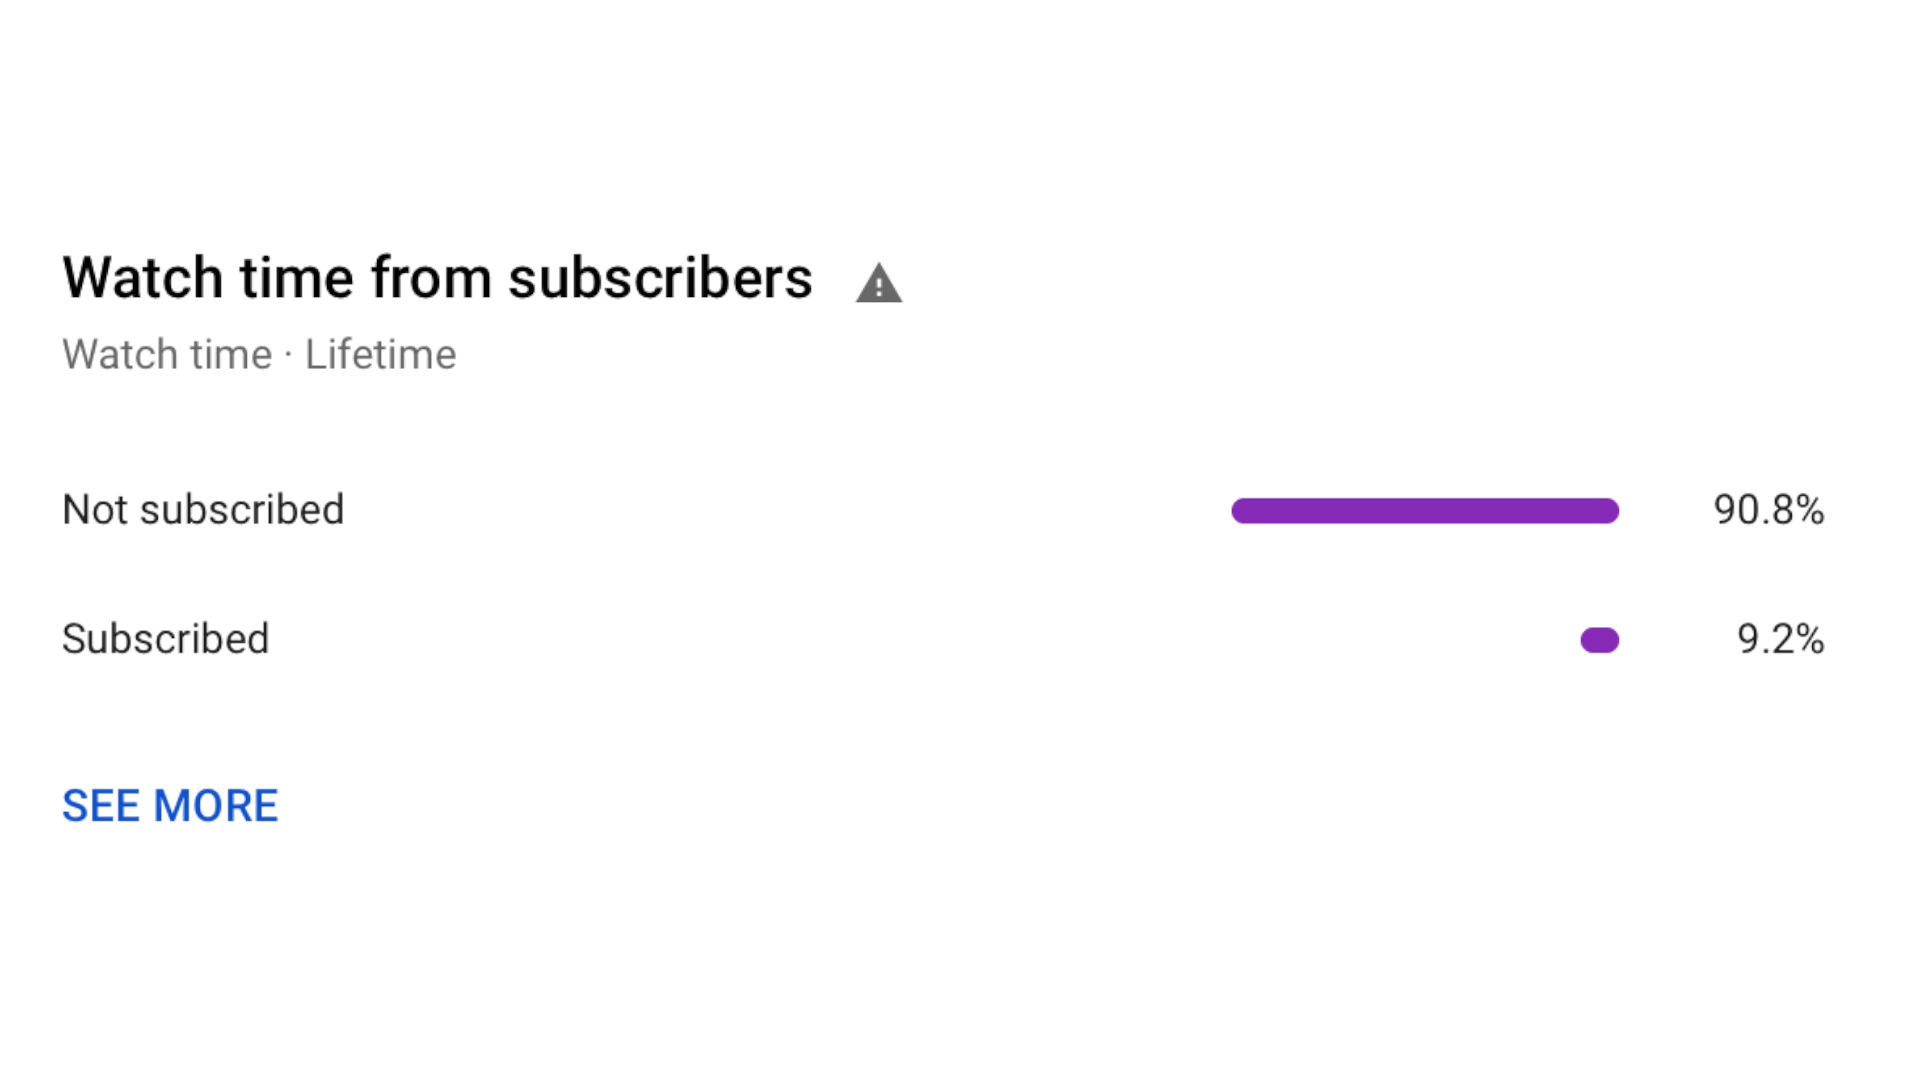 Watch time from subscribers
Watch time · Lifetime
Not subscribed 90.8%
Subscribed 9.2%
SEE MORE